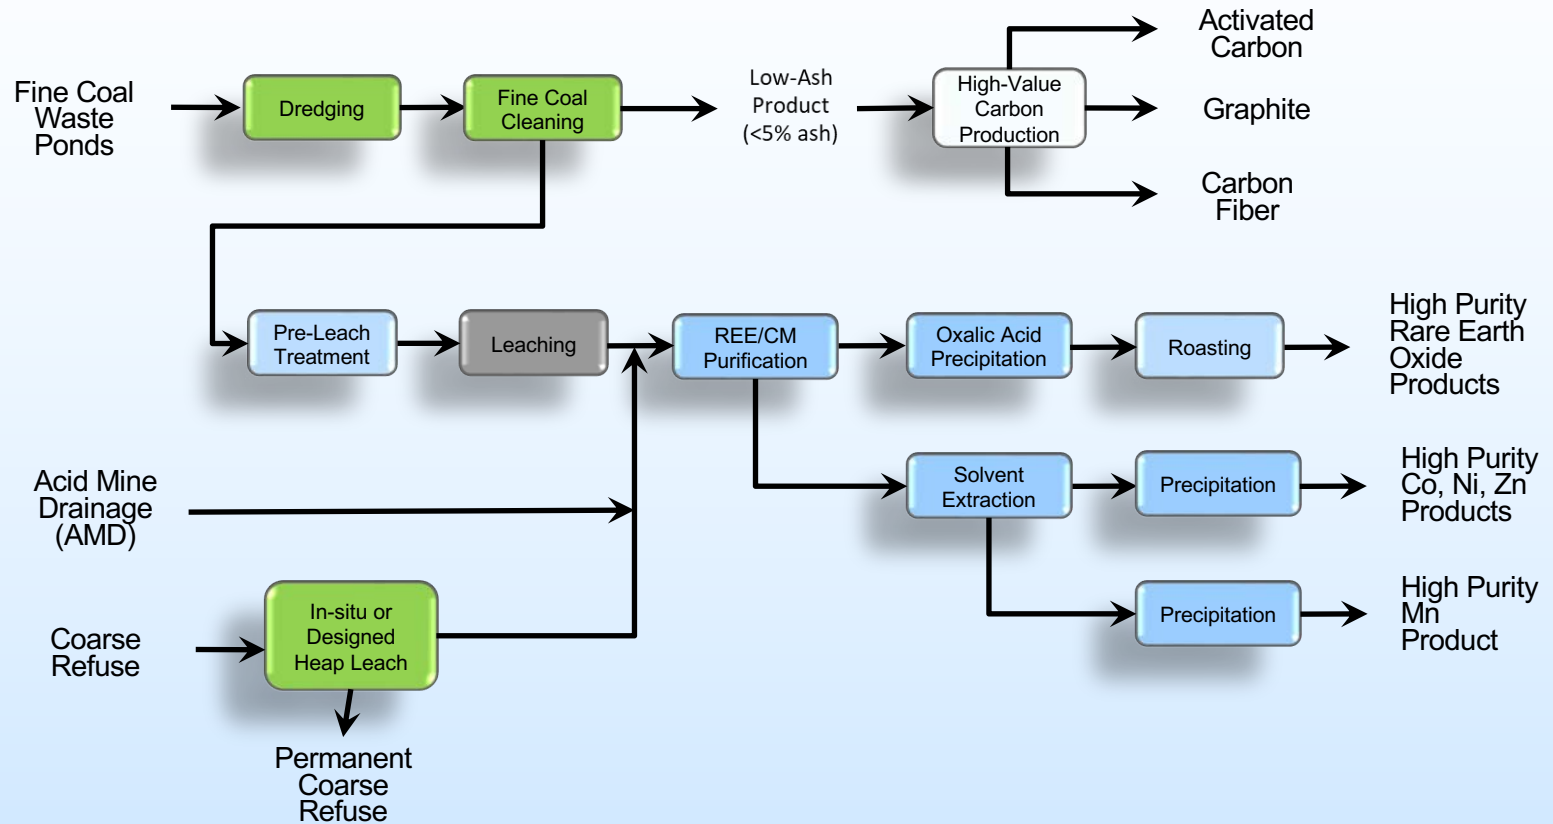 Fine Coal
Waste
Ponds
Dredging
Fine Coal
Cleaning
Low-Ash
Product
(<5% ash)
High-Value
Carbon
Production
Activated
Carbon
Graphite
Carbon
Fiber
Pre-Leach
Treatment
Leaching
REE/CM
Purification
Oxalic Acid
Precipitation
Roasting
High Purity
Rare Earth
Oxide
Products
Acid Mine
Drainage
(AMD)
Solvent
Extraction
Precipitation
High Purity
Co, Ni, Zn
Products
Coarse
Refuse
In-situ or
Designed
Heap Leach
Precipitation
High Purity
Mn
Product
Permanent
Coarse
Refuse